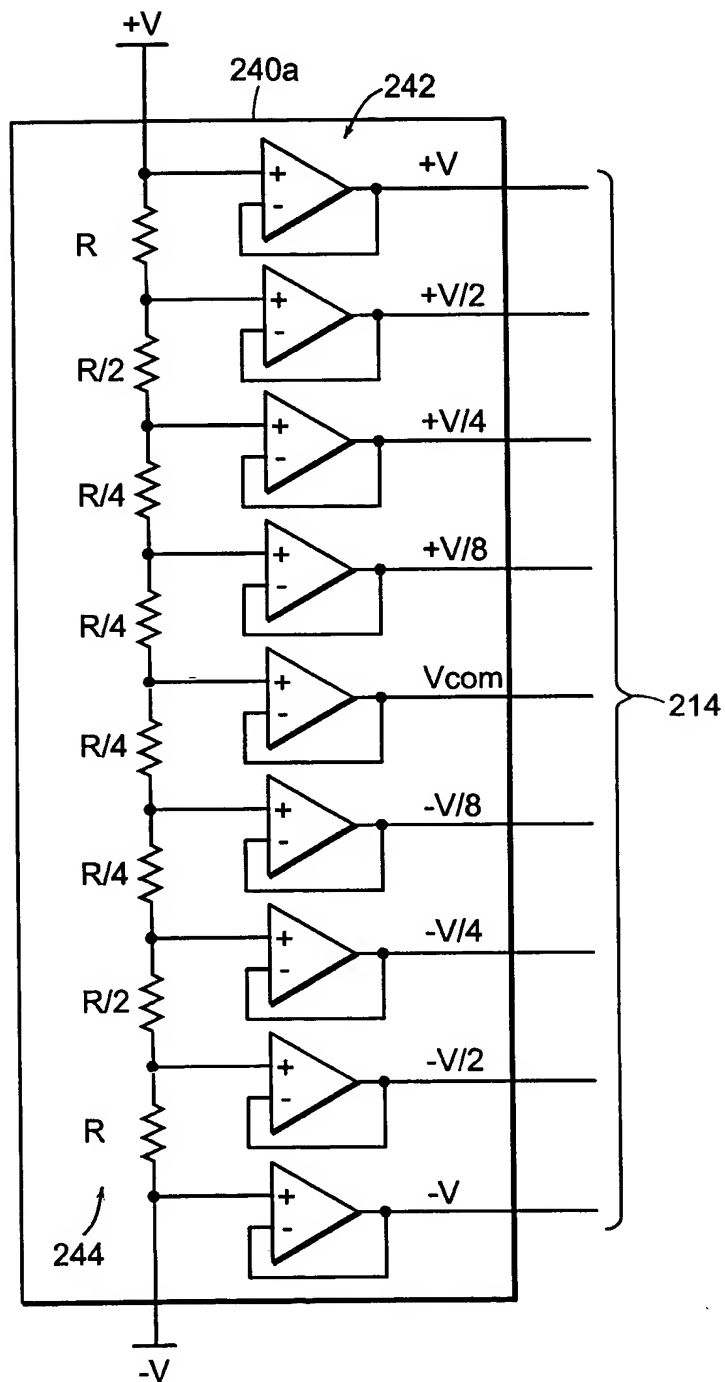 +V
240a
242
+
-
+V
R
+
-
+V/2
R/2
+
-
+V/4
R/4
+
-
+V/8
R/4
+
-
Vcom
214
R/4
+
-
-V/8
R/4
+
-
-V/4
R/2
+
-
-V/2
R
+
-
-V
244
-V